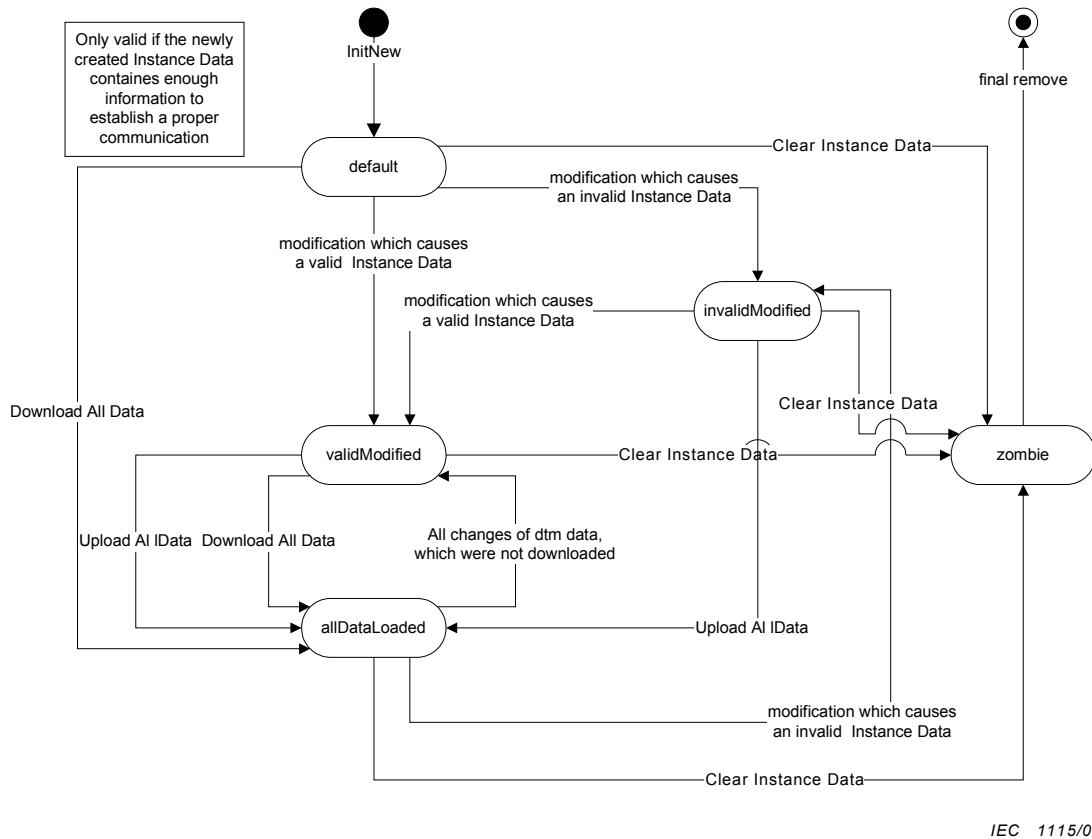 Only valid if the newly
created Instance Data
containes enough
information to
establish a proper
communication
InitNew
final remove
default
Clear Instance Data
modification which causes
an invalid Instance Data
modification which causes
a valid  Instance Data
modification which causes
a valid Instance Data
invalidModified
Download All Data
Clear Instance Data
validModified
Clear Instance Data
zombie
Upload Al lData
Download All Data
All changes of dtm data,
which were not downloaded
allDataLoaded
Upload Al lData
modification which causes
an invalid  Instance Data
Clear Instance Data
IEC 1115/0